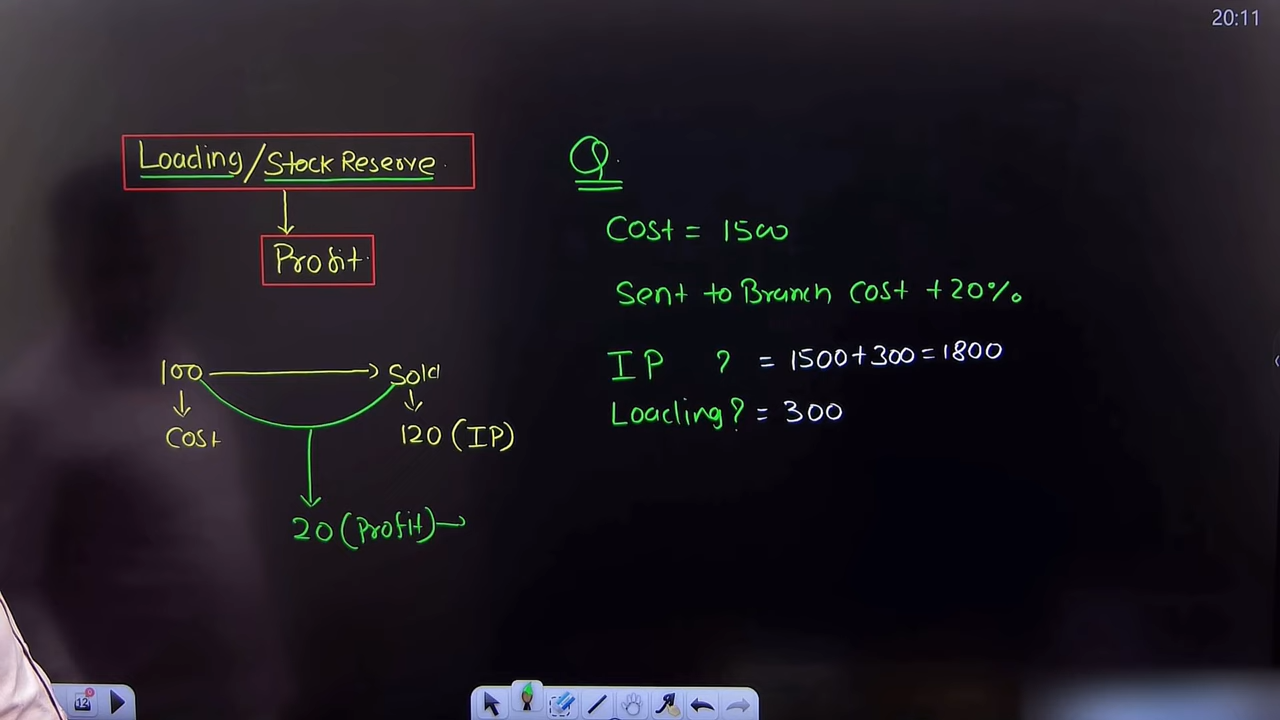 20:11
Loading/Stock Reserve
Profit
100 Sold
Cost 120 (IP)
20 (Profit)
Q.
Cost = 1500
Sent to Branch Cost +20%
IP ? = 1500+300=1800
Loading? = 300
12